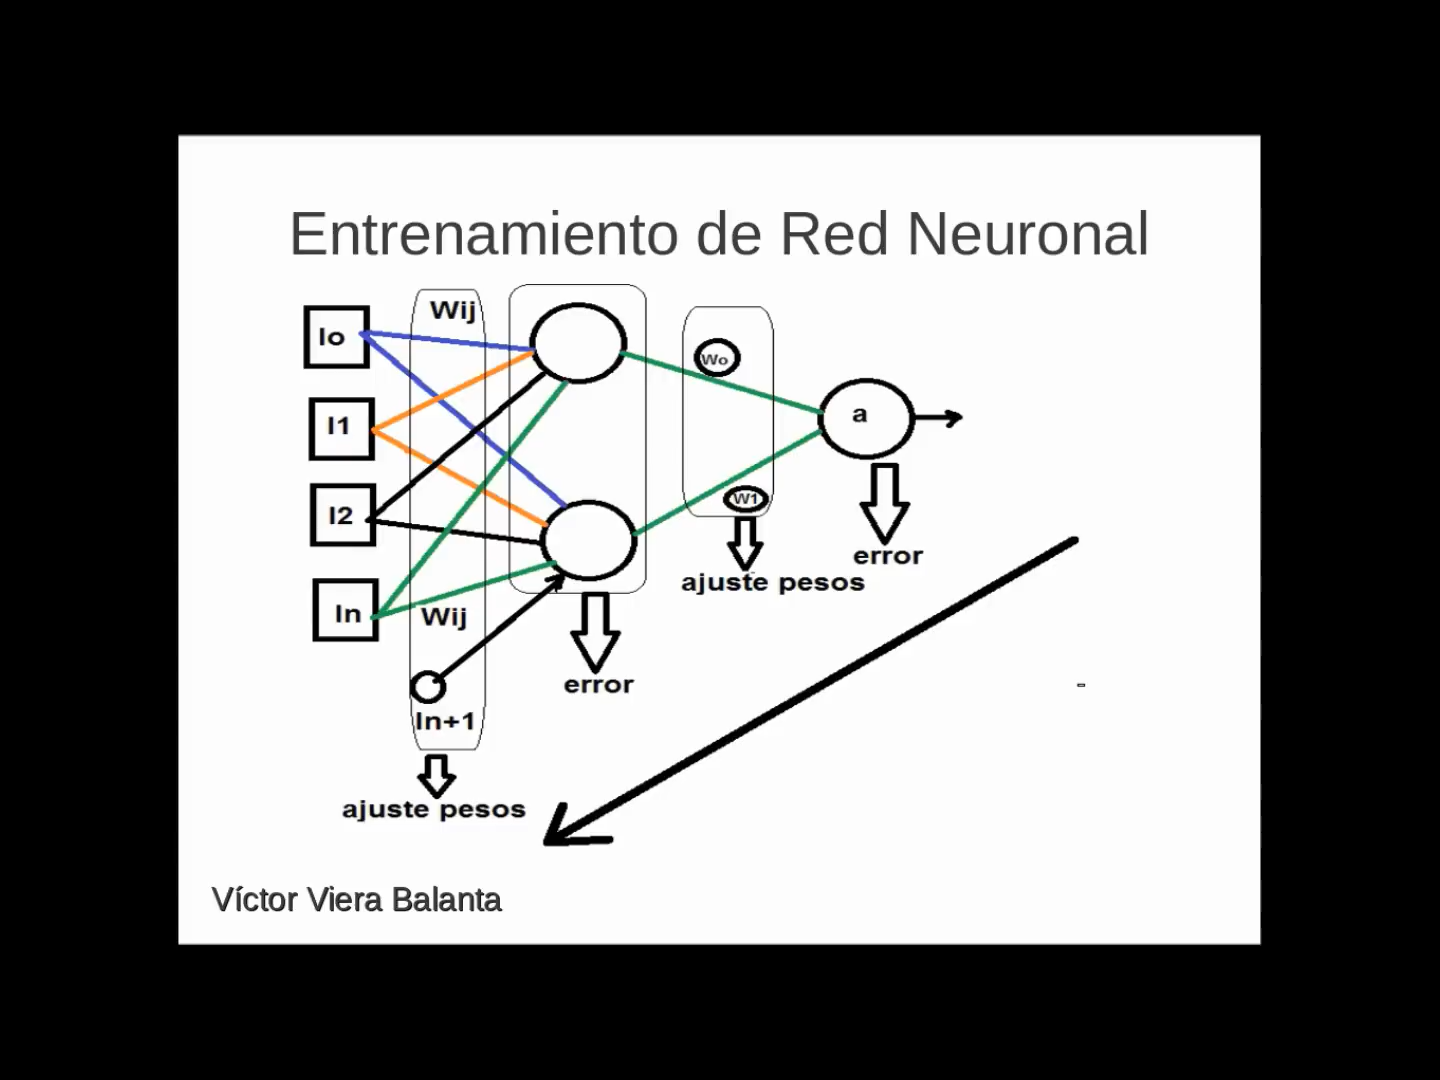 Entrenamiento de Red Neuronal
Wij
Io
Wo
I1
a
I2
W1
error
ajuste pesos
In
Wij
error
In+1
ajuste pesos
Víctor Viera Balanta